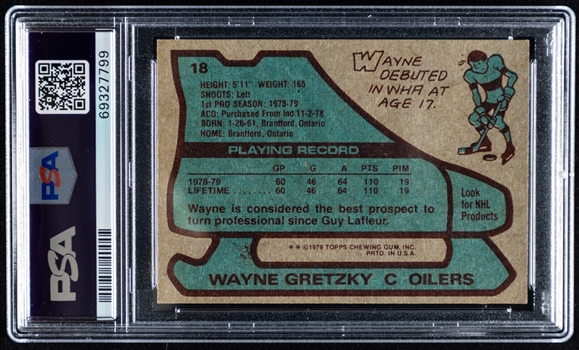 69327799
PSA
PSA
18
HEIGHT: 5'11" WEIGHT: 165
SHOOTS: Left
1st PRO SEASON: 1978-79
ACQ: Purchased From Ind 11-2-78
BORN: 1-26-61, Brantford, Ontario
HOME: Brantford, Ontario
WAYNE
DEBUTED
IN WHA AT
AGE 17.
PLAYING RECORD
GP G A PTS PIM
1978-79 60 46 64 110 19
LIFETIME 60 46 64 110 19
Wayne is considered the best prospect to
turn professional since Guy Lafleur.
Look
for NHL
Products
* * ©1979 TOPPS CHEWING GUM, INC.
PRTD. IN U.S.A.
WAYNE GRETZKY C OILERS